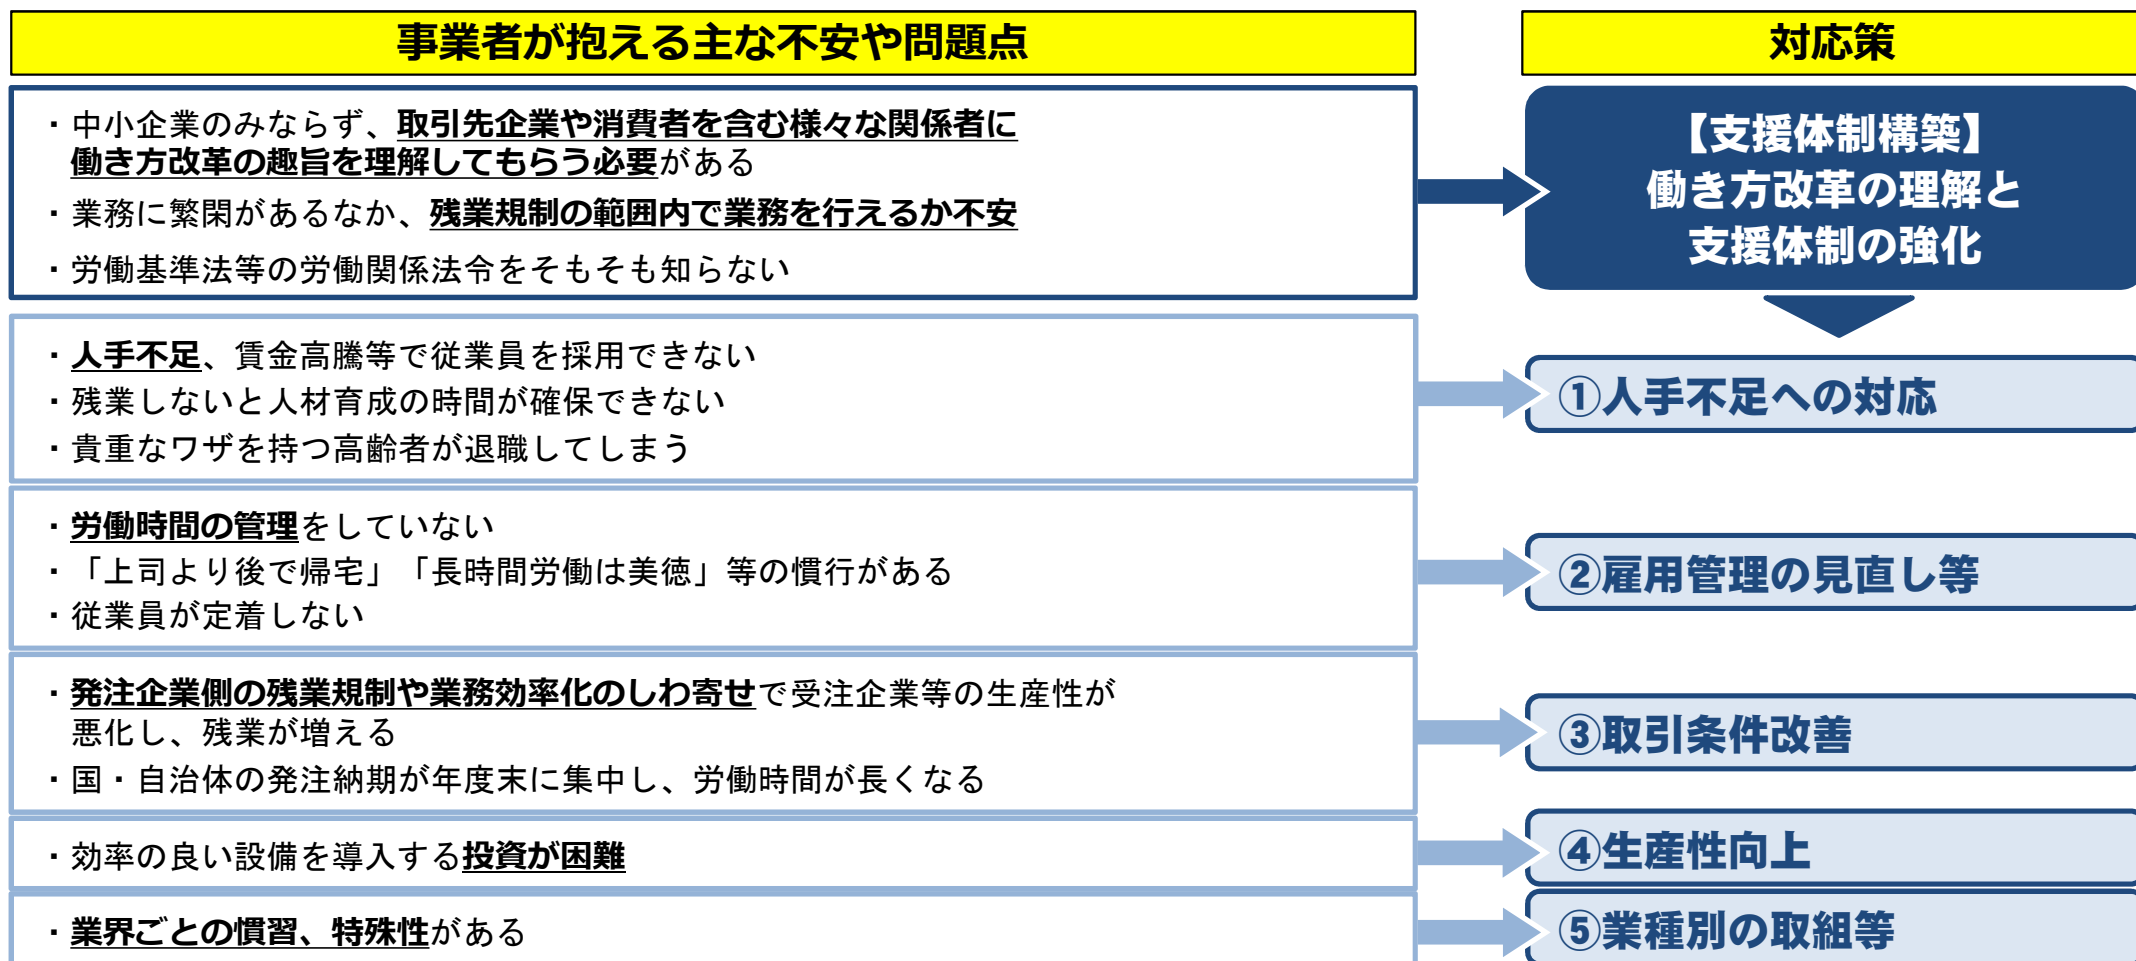 事業者が抱える主な不安や問題点
対応策
・中小企業のみならず、取引先企業や消費者を含む様々な関係者に
働き方改革の趣旨を理解してもらう必要がある
・業務に繁閑があるなか、残業規制の範囲内で業務を行えるか不安
・労働基準法等の労働関係法令をそもそも知らない
【支援体制構築】
働き方改革の理解と
支援体制の強化
・人手不足、賃金高騰等で従業員を採用できない
・残業しないと人材育成の時間が確保できない
・貴重なワザを持つ高齢者が退職してしまう
①人手不足への対応
・労働時間の管理をしていない
・「上司より後で帰宅」「長時間労働は美徳」等の慣行がある
・従業員が定着しない
②雇用管理の見直し等
・発注企業側の残業規制や業務効率化のしわ寄せで受注企業等の生産性が
悪化し、残業が増える
・国・自治体の発注納期が年度末に集中し、労働時間が長くなる
③取引条件改善
・効率の良い設備を導入する投資が困難
④生産性向上
・業界ごとの慣習、特殊性がある
⑤業種別の取組等